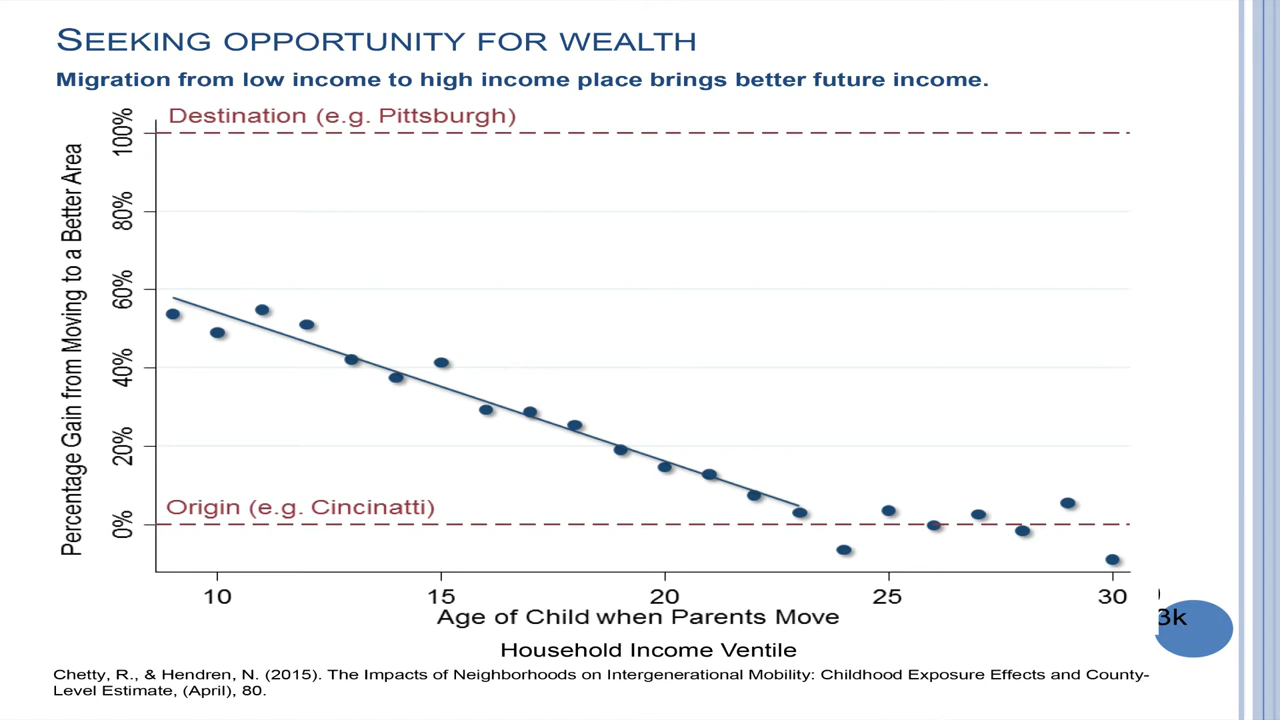 SEEKING OPPORTUNITY FOR WEALTH
Migration from low income to high income place brings better future income.
Destination (e.g. Pittsburgh)
Percentage Gain from Moving to a Better Area
100%
80%
60%
40%
20%
0%
Origin (e.g. Cincinatti)
10 15 20 25 30
Age of Child when Parents Move
3k
Household Income Ventile
Chetty, R., & Hendren, N. (2015). The Impacts of Neighborhoods on Intergenerational Mobility: Childhood Exposure Effects and County-
Level Estimate, (April), 80.